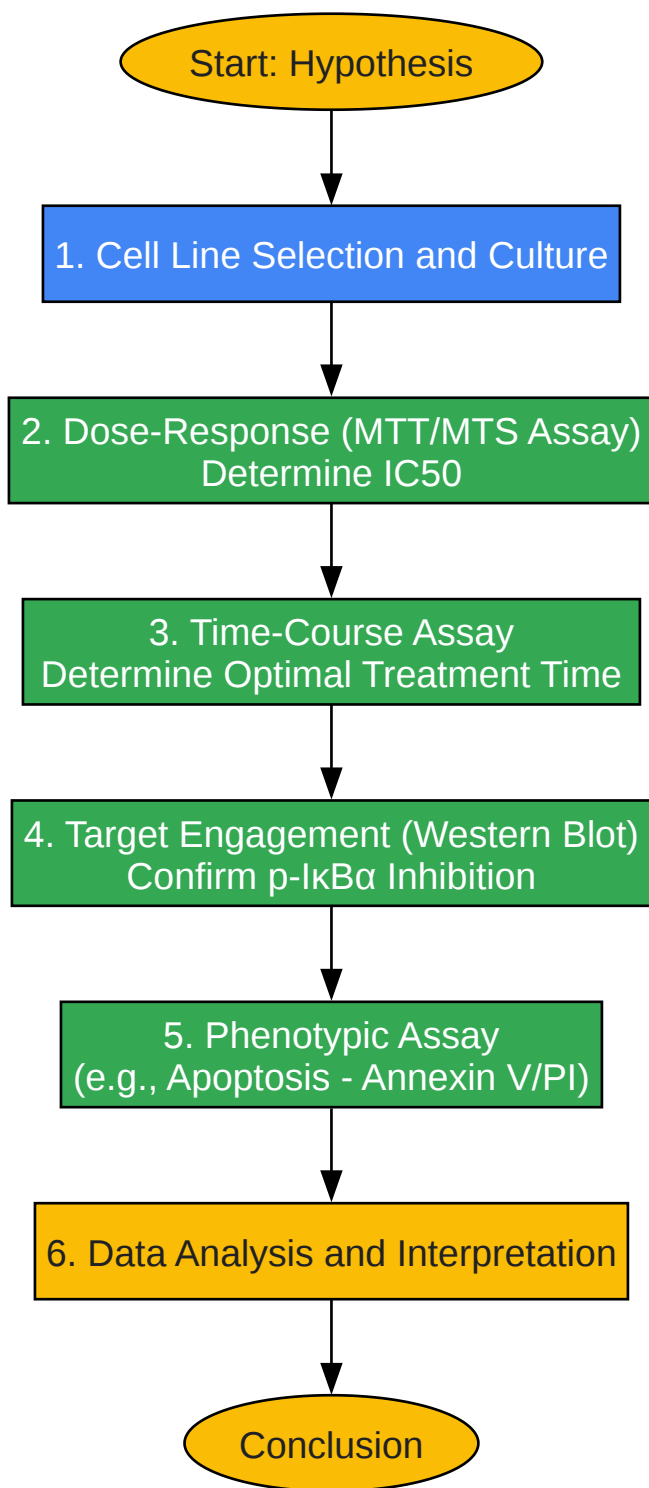 Start: Hypothesis
1. Cell Line Selection and Culture
2. Dose-Response (MTT/MTS Assay)
Determine IC50
3. Time-Course Assay
Determine Optimal Treatment Time
4. Target Engagement (Western Blot)
Confirm p-IκBα Inhibition
5. Phenotypic Assay
(e.g., Apoptosis - Annexin V/PI)
6. Data Analysis and Interpretation
Conclusion